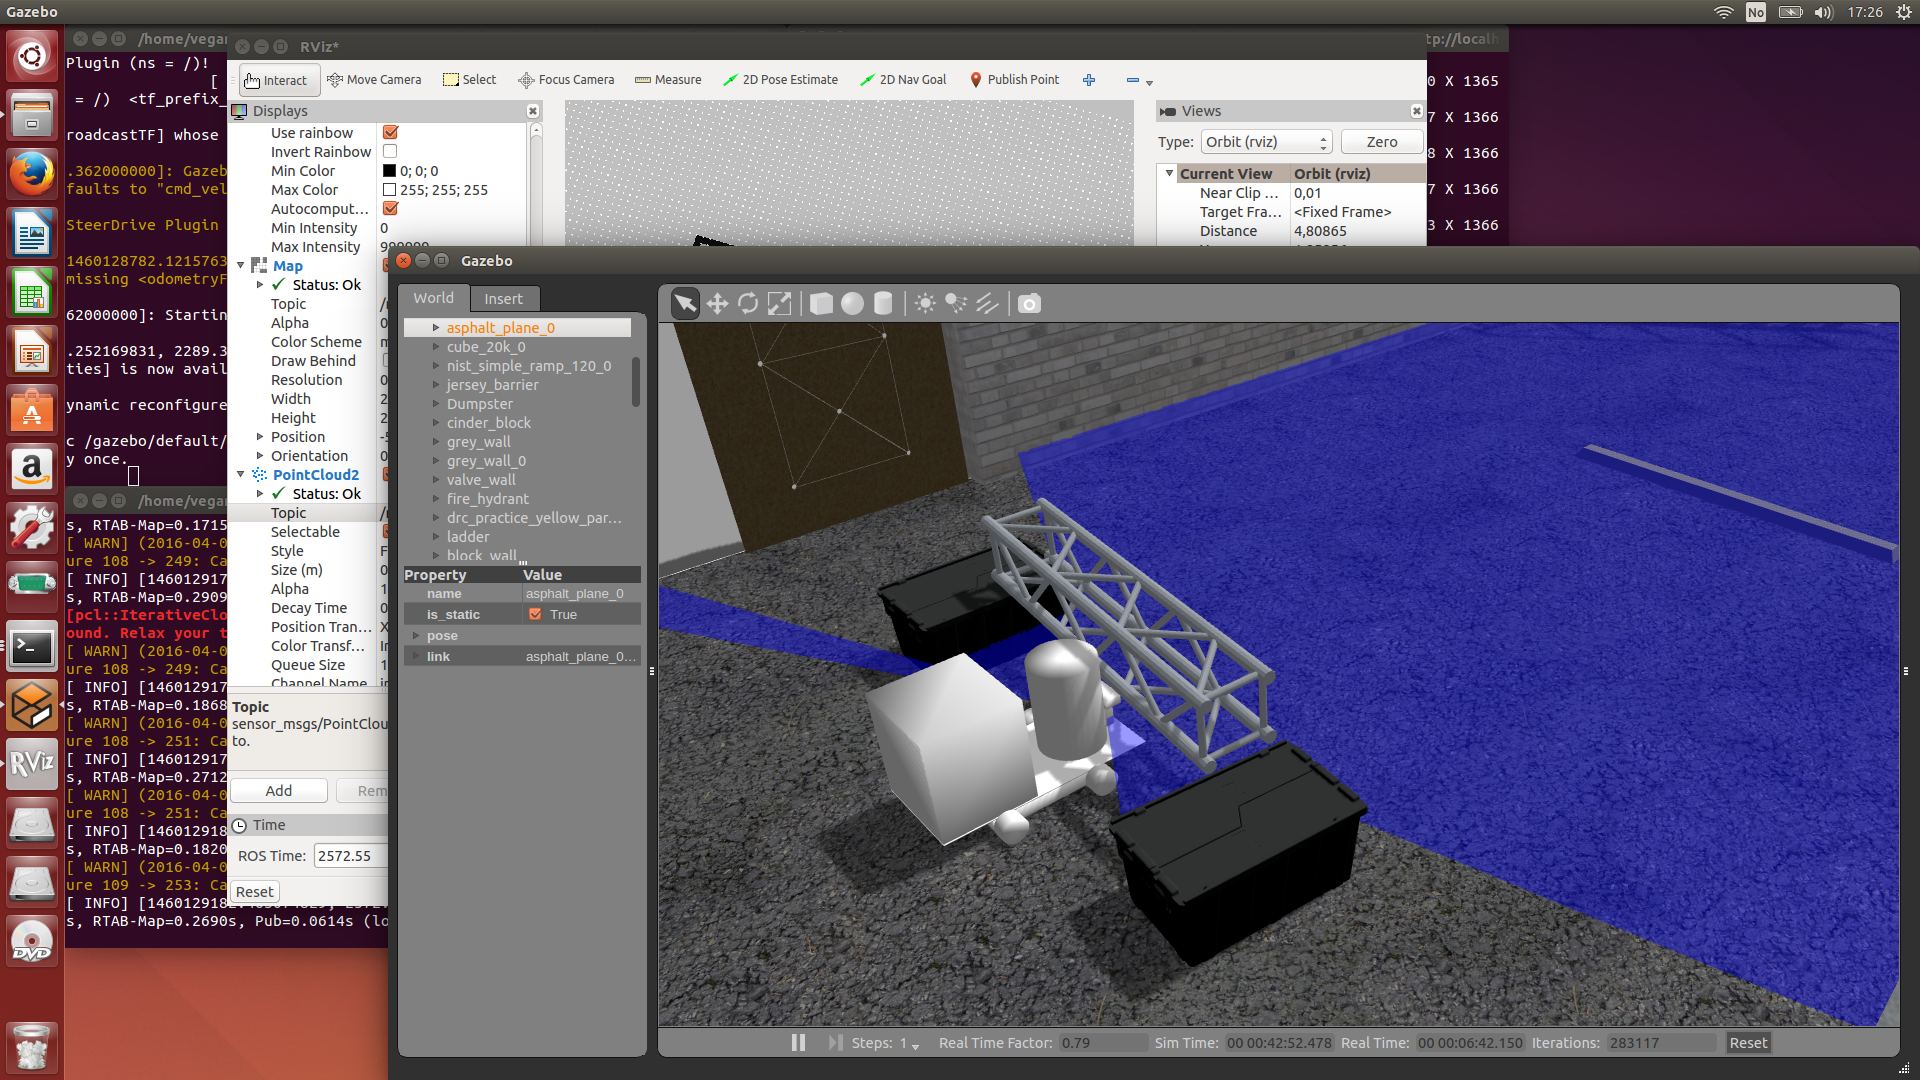 Gazebo
No
17:26
/home/vegar
RViz*
tp://localh
Plugin (ns = /)!
[
= /)  <tf_prefix_
roadcastTF] whose
.362000000]: Gazeb
faults to "cmd_vel
SteerDrive Plugin
1460128782.1215763
missing <odometryF
62000000]: Startin
.252169831, 2289.3
ties] is now avail
ynamic reconfigure
c /gazebo/default/
y once.
0 X 1365
7 X 1366
8 X 1366
7 X 1366
3 X 1366
Interact
Move Camera
Select
Focus Camera
Measure
2D Pose Estimate
2D Nav Goal
Publish Point
Displays
Use rainbow
Invert Rainbow
Min Color 0; 0; 0
Max Color 255; 255; 255
Autocomput...
Min Intensity 0
Max Intensity
Map
Status: Ok
Topic
Alpha 0
Color Scheme
Draw Behind
Resolution 0
Width 2
Height 2
Position
Orientation 0
PointCloud2
Status: Ok
Topic
Selectable
Style F
Size (m) 0
Alpha 1
Decay Time 0
Position Tran... X
Color Transf... In
Queue Size 1
Channel Name
Topic
sensor_msgs/PointClou
to.
Add
Rem
Time
ROS Time: 2572.55
Reset
Views
Type: Orbit (rviz) Zero
Current View Orbit (rviz)
Near Clip ... 0,01
Target Fra... <Fixed Frame>
Distance 4,80865
/home/vegar
s, RTAB-Map=0.1715
[ WARN] (2016-04-0
ure 108 -> 249: Ca
[ INFO] [146012917
s, RTAB-Map=0.2909
[pcl::IterativeClo
ound. Relax your t
[ WARN] (2016-04-0
ure 108 -> 249: Ca
[ INFO] [146012917
s, RTAB-Map=0.1868
[ WARN] (2016-04-0
ure 108 -> 251: Ca
[ INFO] [146012917
s, RTAB-Map=0.2712
[ WARN] (2016-04-0
ure 108 -> 251: Ca
[ INFO] [146012918
s, RTAB-Map=0.1820
[ WARN] (2016-04-0
ure 109 -> 253: Ca
[ INFO]
s, RTAB-Map=0.2690s, Pub=0.0614s (lo
RViz
DVD
Gazebo
World
Insert
asphalt_plane_0
cube_20k_0
nist_simple_ramp_120_0
jersey_barrier
Dumpster
cinder_block
grey_wall
grey_wall_0
valve_wall
fire_hydrant
drc_practice_yellow_par...
ladder
block_wall
Property Value
name asphalt_plane_0
is_static True
pose
link asphalt_plane_0...
Steps: 1
Real Time Factor: 0.79
Sim Time: 00 00:42:52.478
Real Time: 00 00:06:42.150
Iterations: 283117
Reset